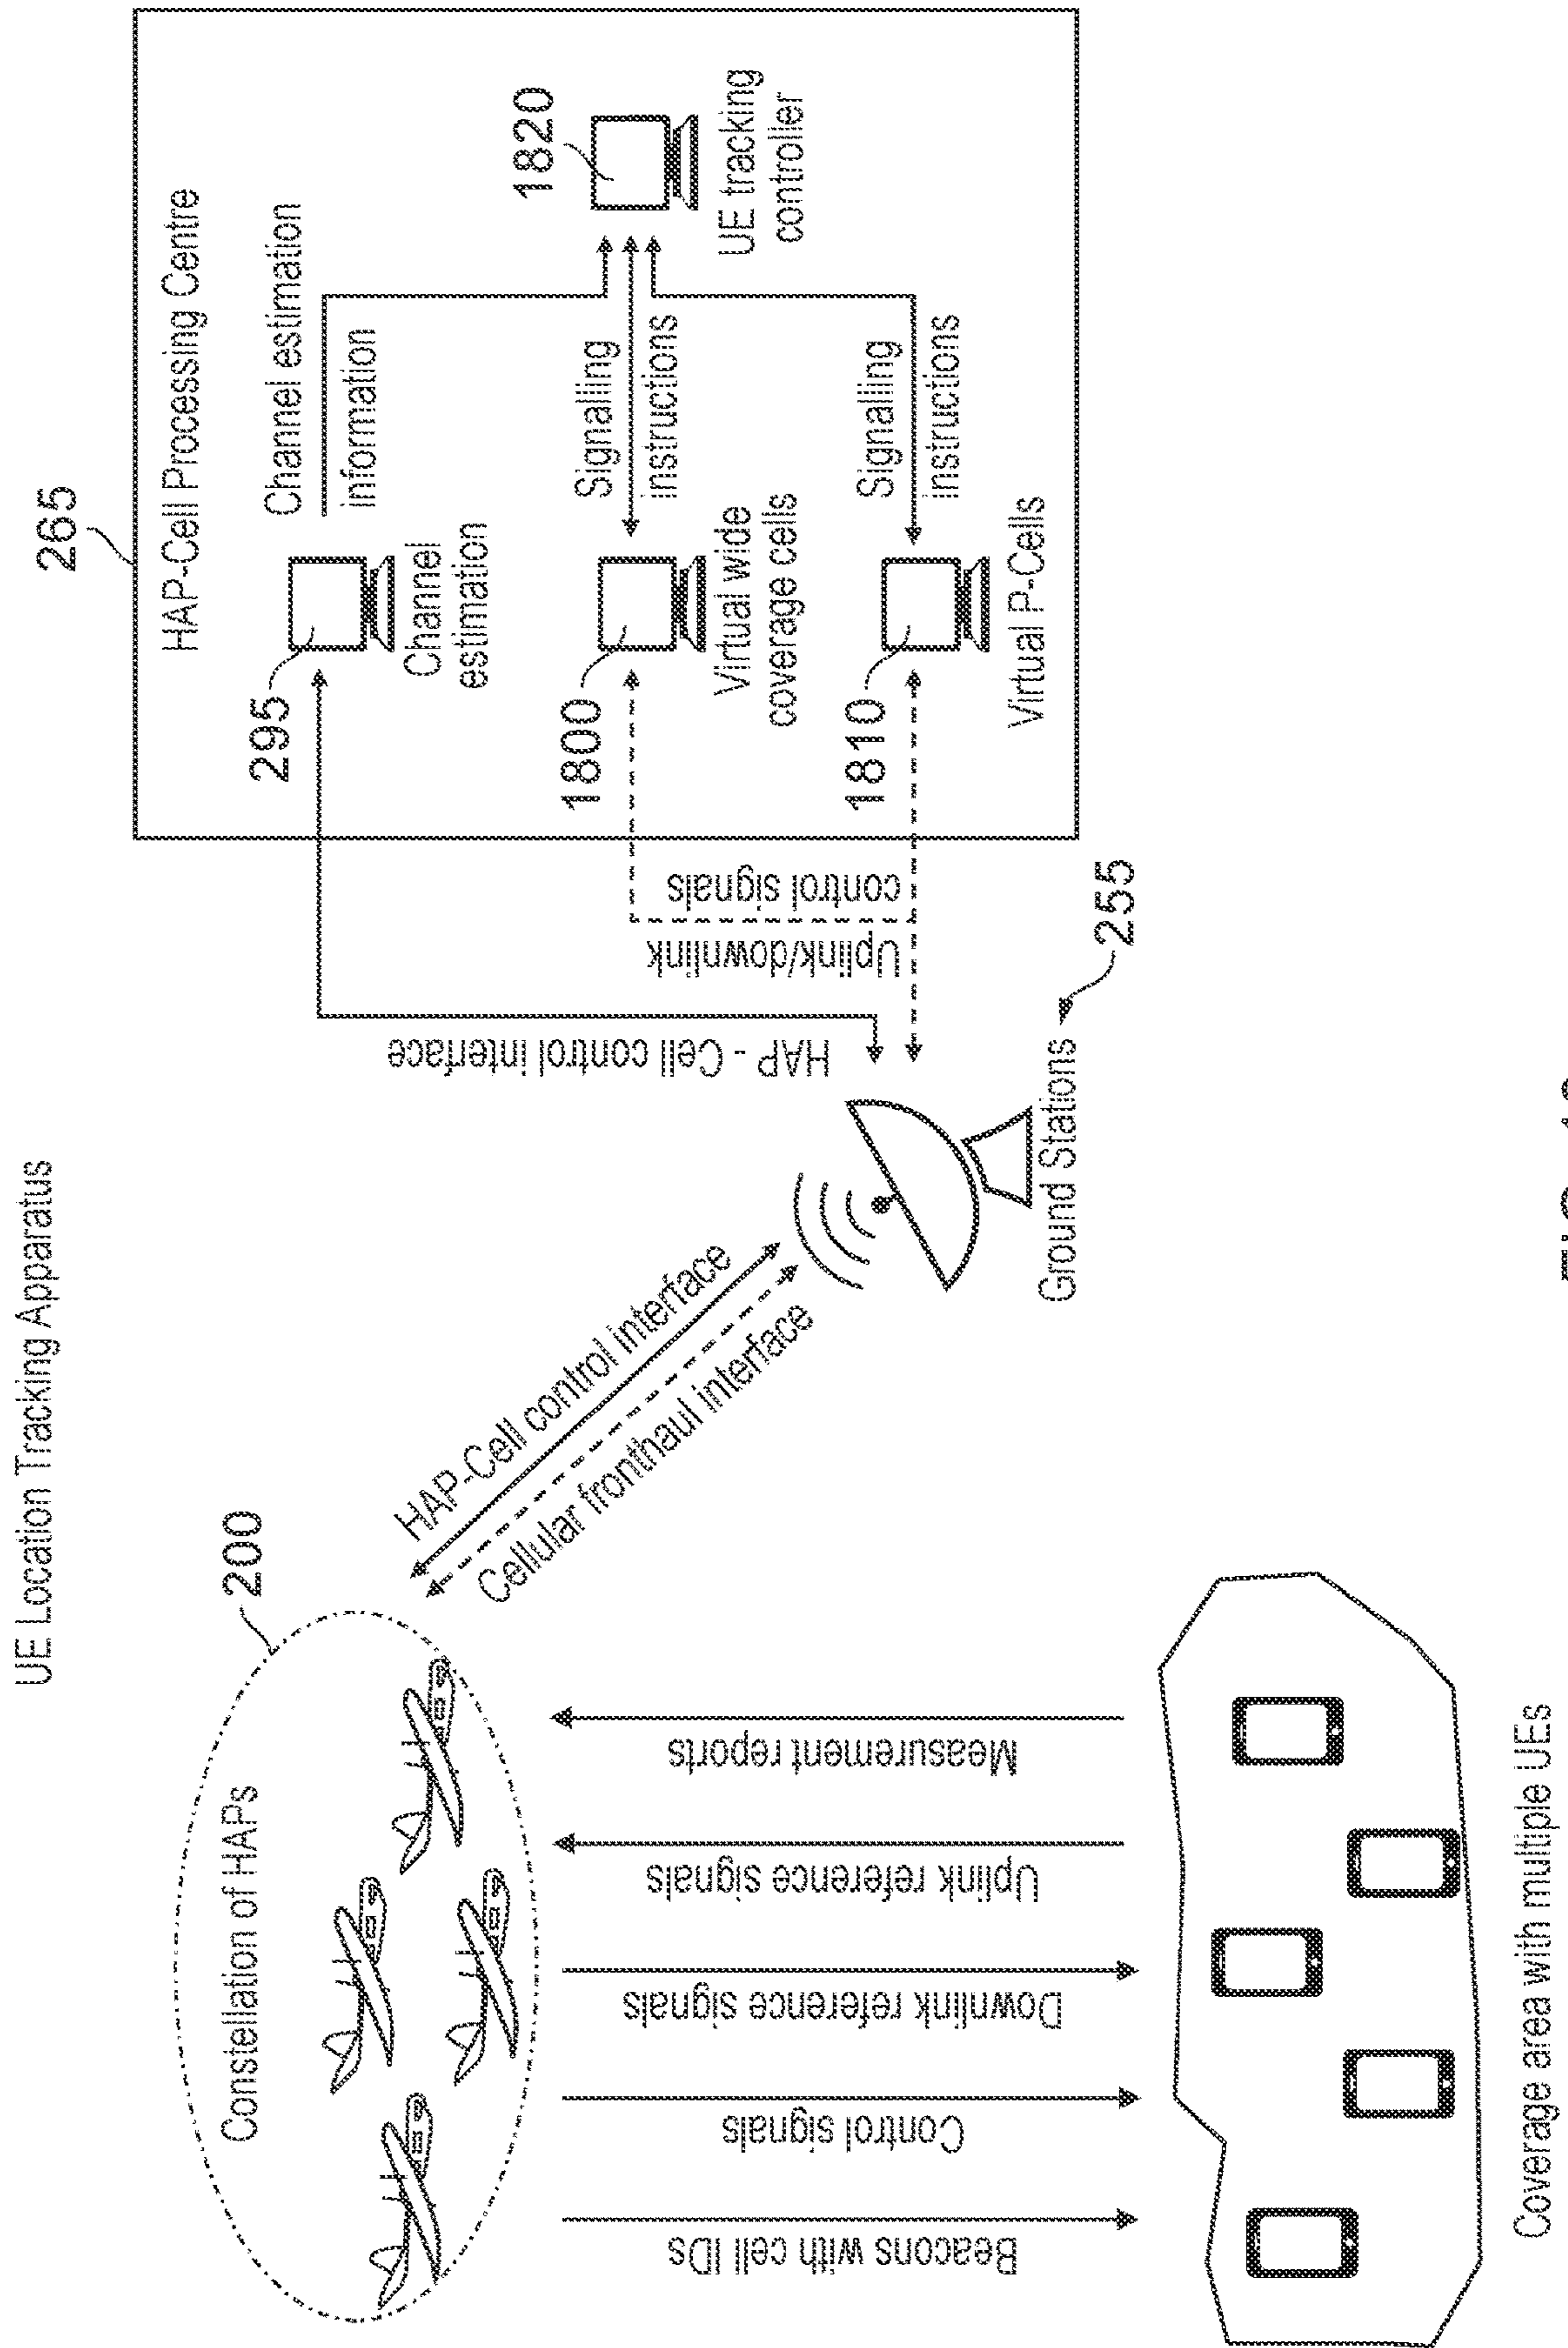 UE Location Tracking Apparatus
200
Constellation of HAPs
Beacons with cell IDs
Control signals
Downlink reference signals
Uplink reference signals
Measurement reports
Coverage area with multiple UEs
HAP-Cell control interface
Cellular fronthaul interface
Ground Stations
255
HAP - Cell control interface
Uplink/downlink
control signals
265
HAP-Cell Processing Centre
295
Channel
estimation
Channel estimation
information
1800
Virtual wide
coverage cells
Signalling
instructions
1810
Virtual P-Cells
Signalling
instructions
1820
UE tracking
controller